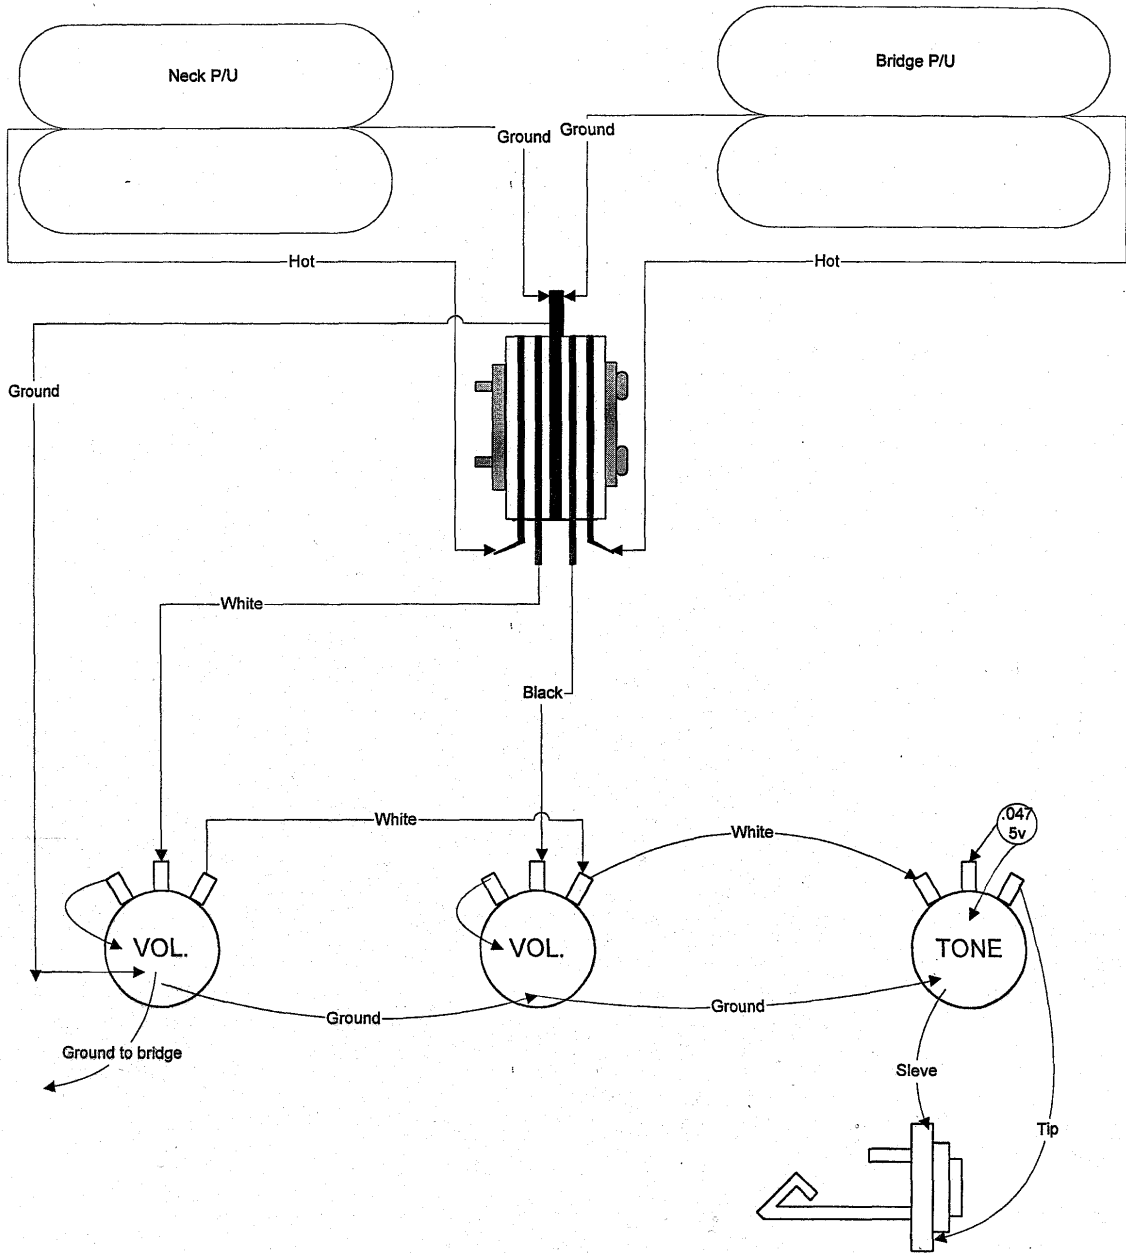 Neck P/U
Bridge P/U
Ground
Ground
Hot
Hot
Ground
White
Black
White
White
.047
5v
VOL.
VOL.
TONE
Ground
Ground
Ground to bridge
Sleve
Tip